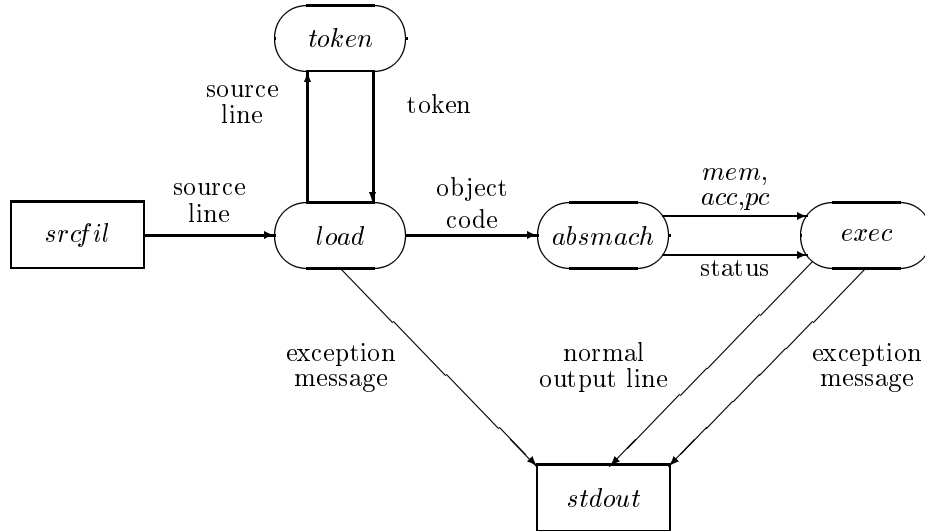 token
source
line
token
source
line
object
code
mem,
acc,pc
srcfil
load
absmach
exec
status
exception
message
normal
output line
exception
message
stdout